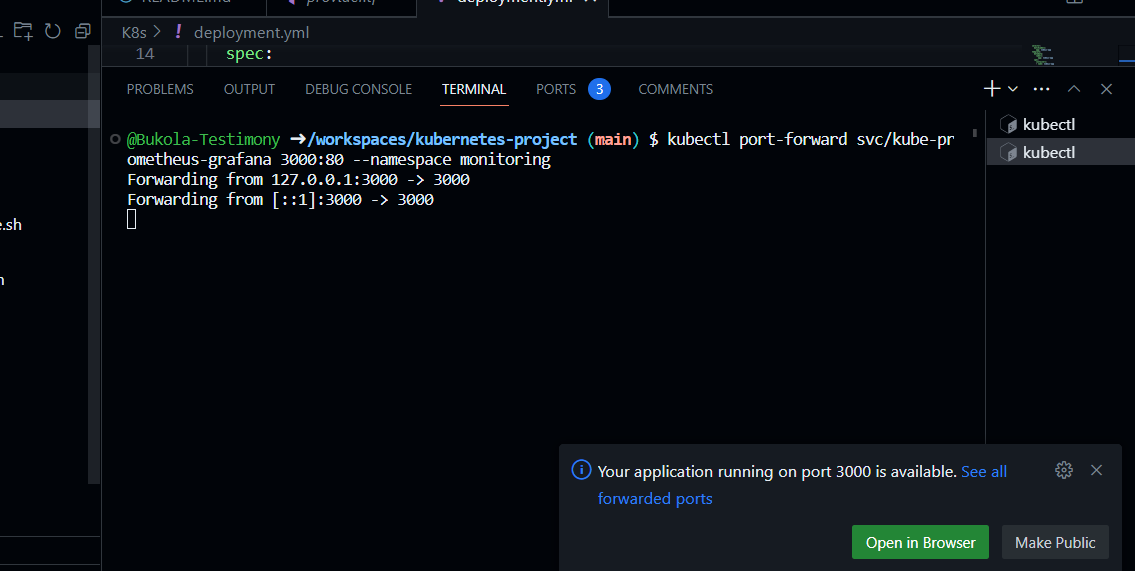 K8s > ! deployment.yml
14 spec:
PROBLEMS OUTPUT DEBUG CONSOLE TERMINAL PORTS 3 COMMENTS
@Bukola-Testimony ➜/workspaces/kubernetes-project (main) $ kubectl port-forward svc/kube-pr
ometheus-grafana 3000:80 --namespace monitoring
Forwarding from 127.0.0.1:3000 -> 3000
Forwarding from [::1]:3000 -> 3000
kubectl
kubectl
e.sh
Your application running on port 3000 is available. See all
forwarded ports
Open in Browser Make Public